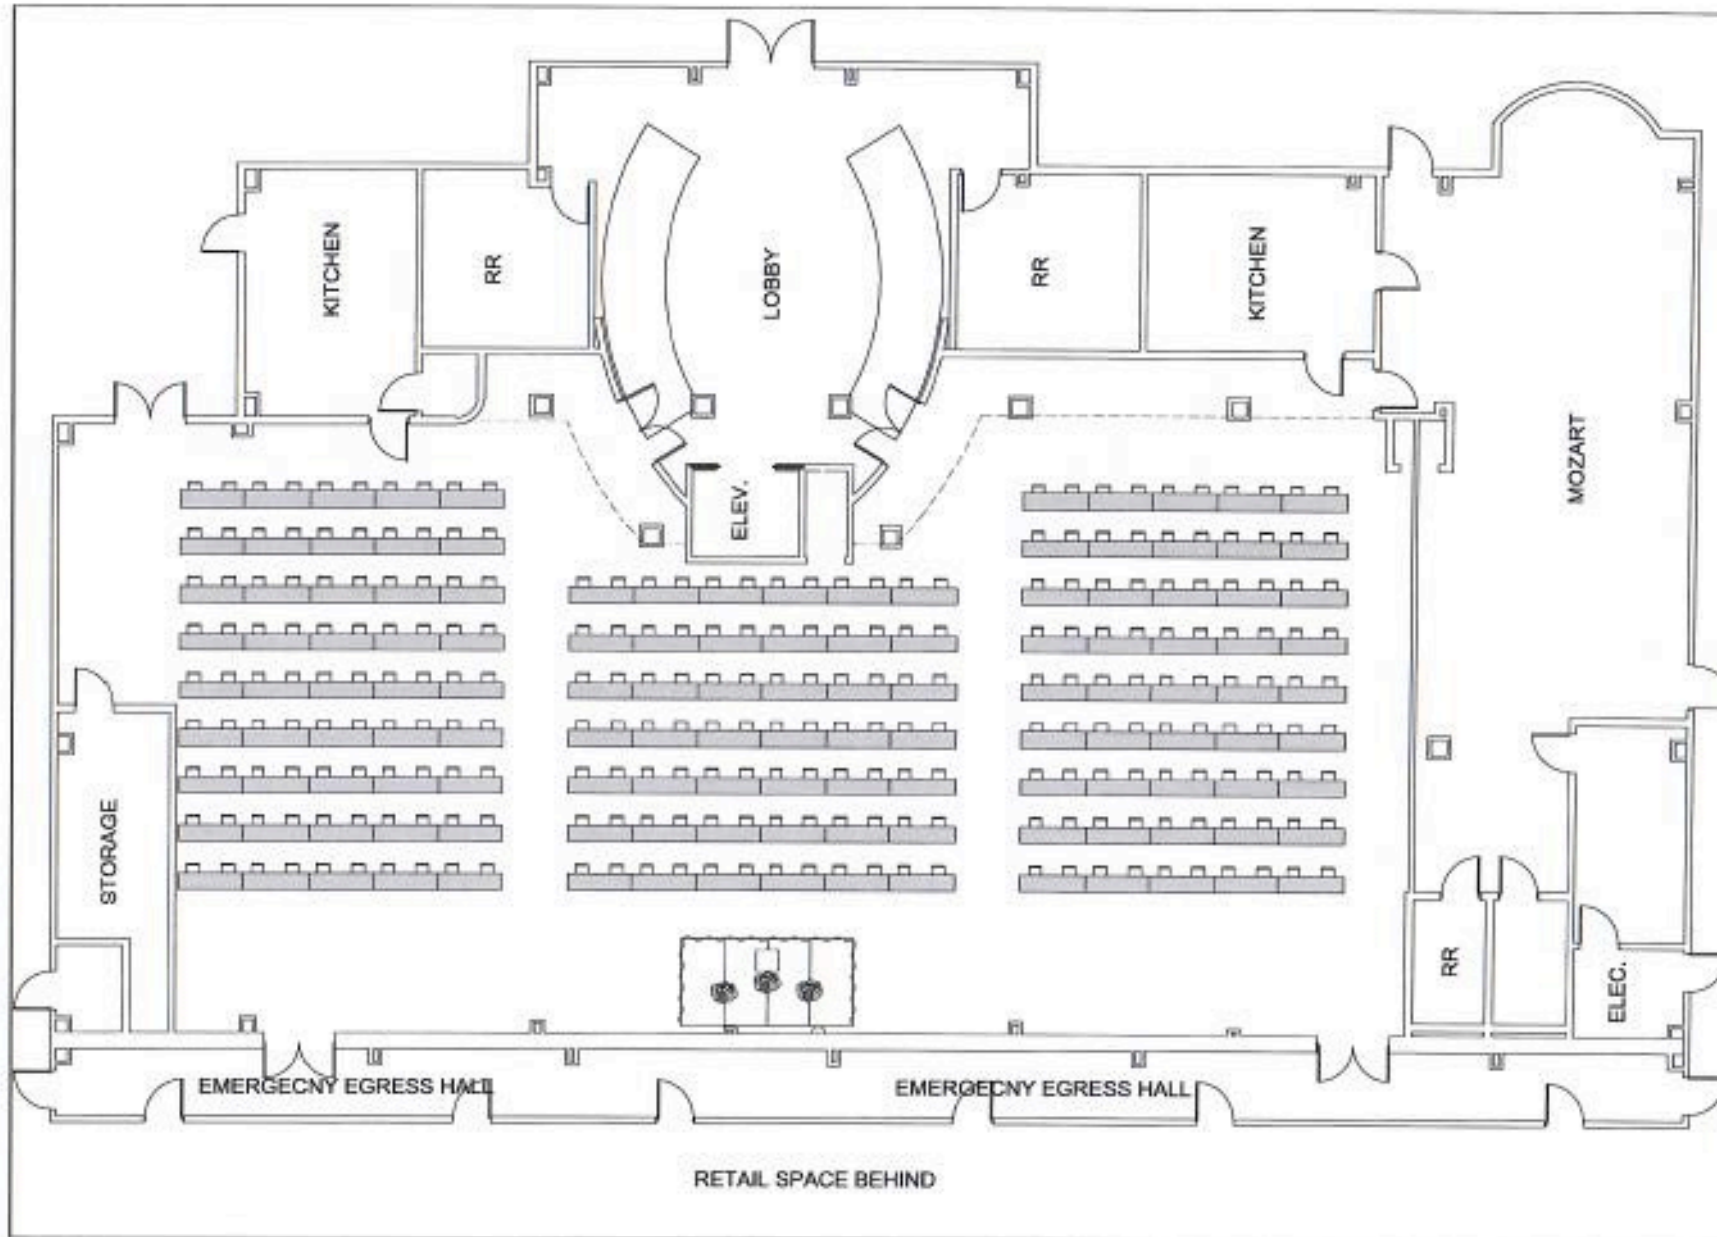 KITCHEN
RR
LOBBY
RR
KITCHEN
MOZART
ELEV.
STORAGE
RR
ELEC.
EMERGECNY EGRESS HALL
EMERGECNY EGRESS HALL
RETAIL SPACE BEHIND